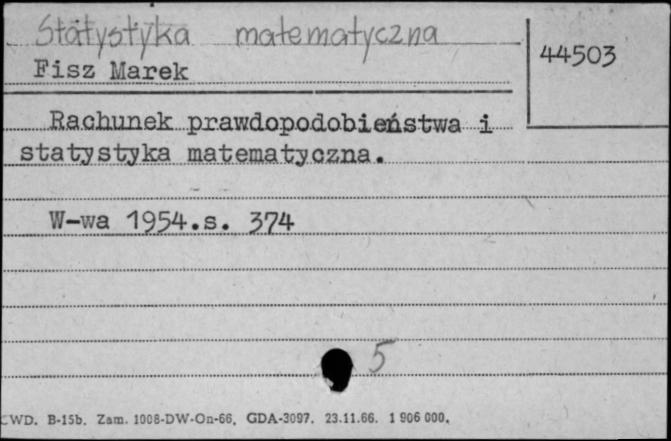 Statystyka matematyczna
44503
Fisz Marek
Rachunek prawdopodobieństwa i
statystyka matematyczna.
W-wa 1954.s. 374
5
CWD. B-15b. Zam. 1008-DW-On-66. GDA-3097. 23.11.66. 1 906 000.